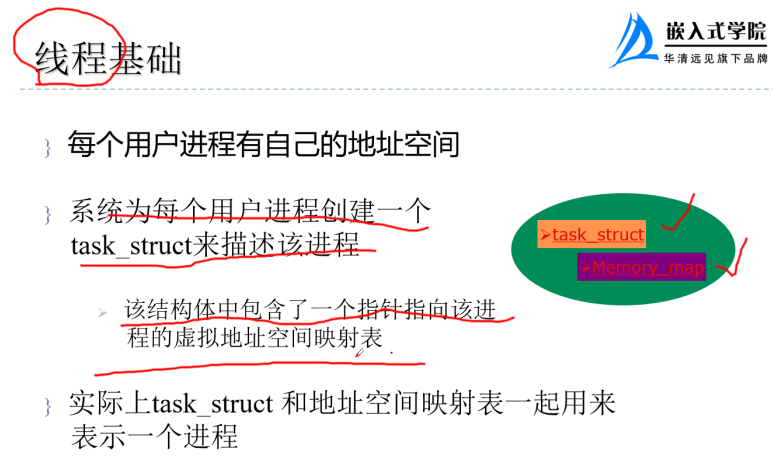 线程基础
嵌入式学院
华清远见旗下品牌
每个用户进程有自己的地址空间
系统为每个用户进程创建一个
task_struct来描述该进程
task_struct
Memory_map
该结构体中包含了一个指针指向该进
程的虚拟地址空间映射表
实际上task_struct 和地址空间映射表一起用来
表示一个进程